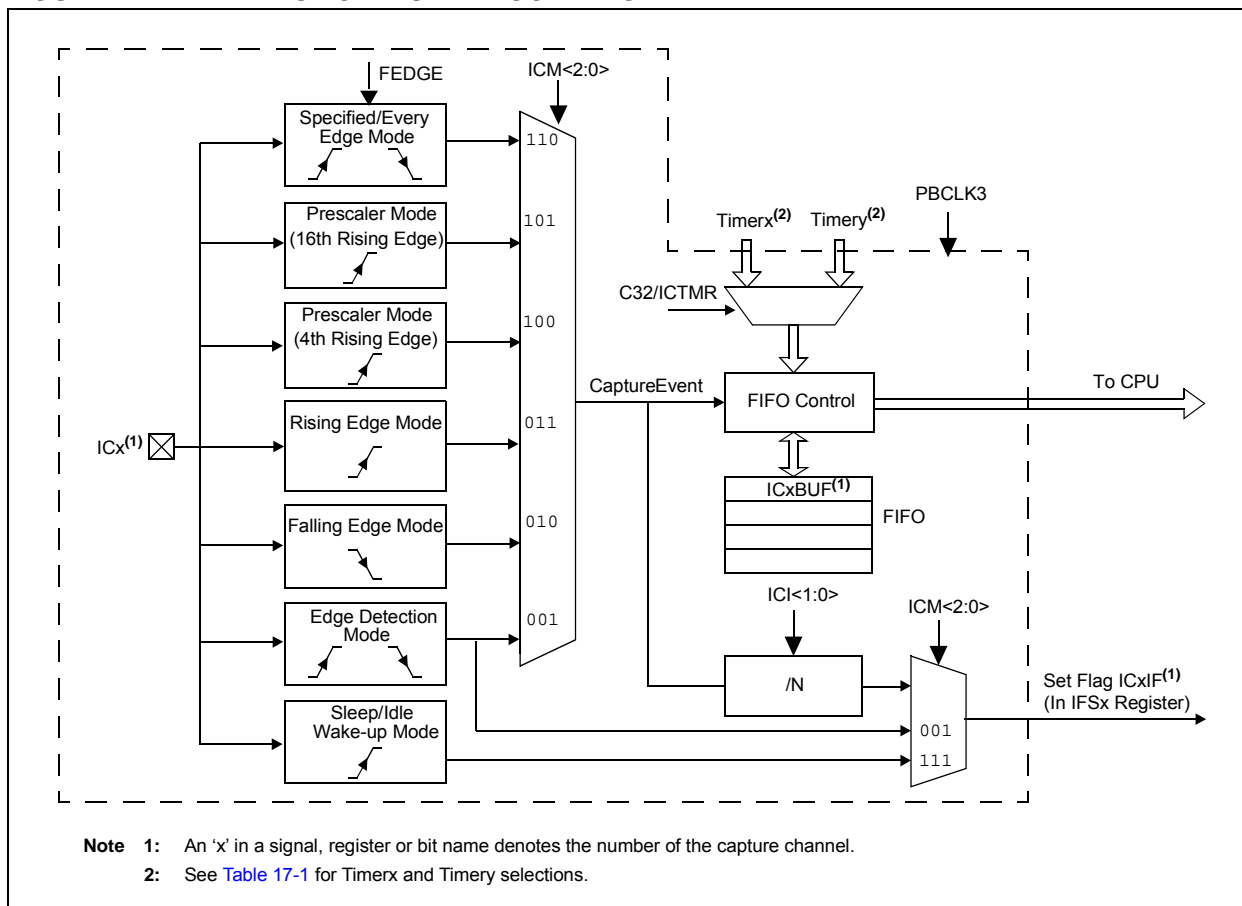 FEDGE
ICM<2:0>
Specified/Every
Edge Mode
110
PBCLK3
Prescaler Mode
(16th Rising Edge)
101
Timerx(2)
Timery(2)
C32/ICTMR
Prescaler Mode
(4th Rising Edge)
100
CaptureEvent
FIFO Control
To CPU
ICx(1)
Rising Edge Mode
011
ICxBUF(1)
FIFO
Falling Edge Mode
010
ICI<1:0>
ICM<2:0>
Edge Detection
Mode
001
/N
Set Flag ICxIF(1)
(In IFSx Register)
Sleep/Idle
Wake-up Mode
001
111
Note 1: An ‘x’ in a signal, register or bit name denotes the number of the capture channel.
2: See Table 17-1 for Timerx and Timery selections.